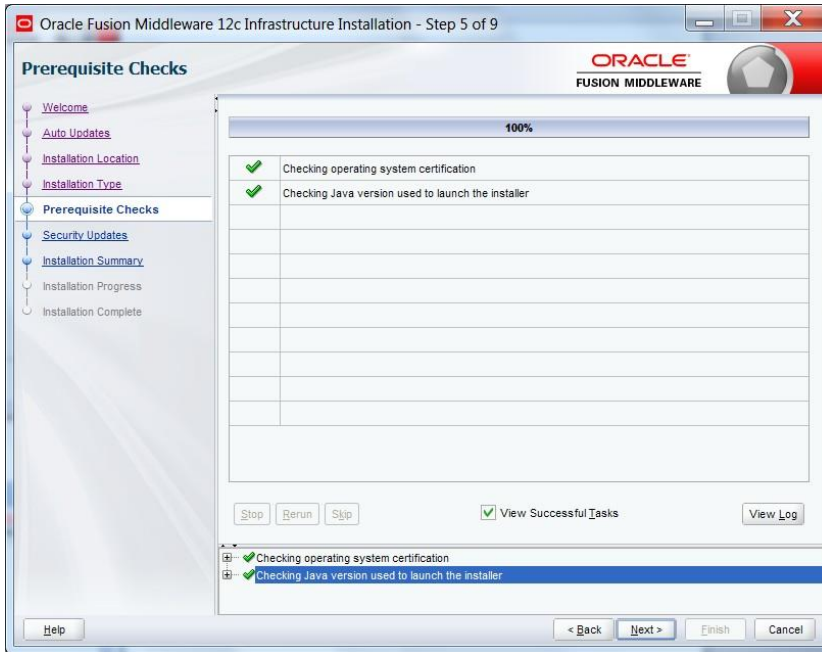 Oracle Fusion Middleware 12c Infrastructure Installation - Step 5 of 9
Prerequisite Checks
ORACLE
FUSION MIDDLEWARE
Welcome
Auto Updates
Installation Location
Installation Type
Prerequisite Checks
Security Updates
Installation Summary
Installation Progress
Installation Complete
100%
Checking operating system certification
Checking Java version used to launch the installer
Stop Rerun Skip View Successful Tasks View Log
Checking operating system certification
Checking Java version used to launch the installer
Help < Back Next > Finish Cancel